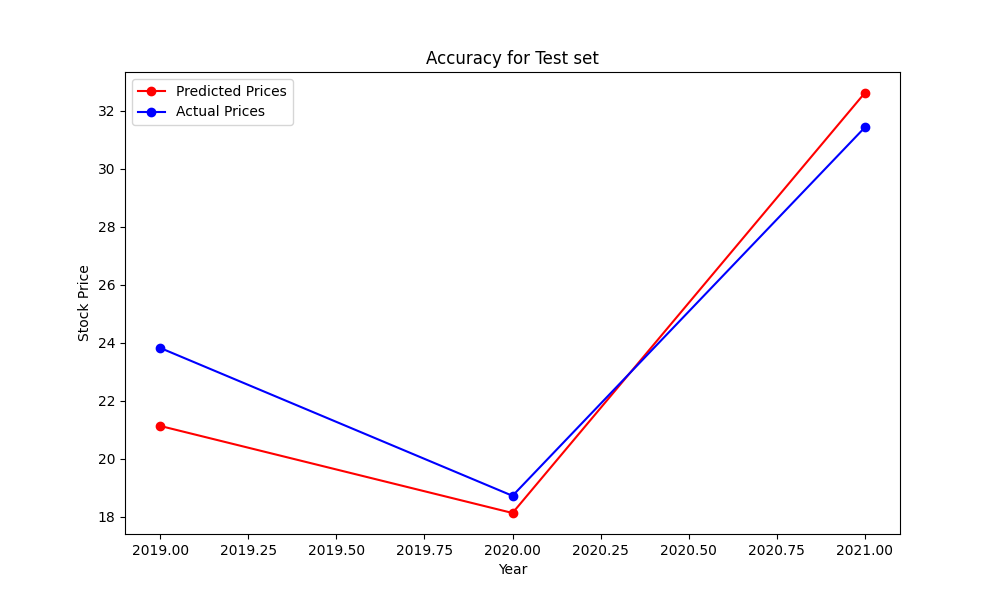 Accuracy for Test set
Predicted Prices
Actual Prices
Stock Price
32
30
28
26
24
22
20
18
2019.00 2019.25 2019.50 2019.75 2020.00 2020.25 2020.50 2020.75 2021.00
Year